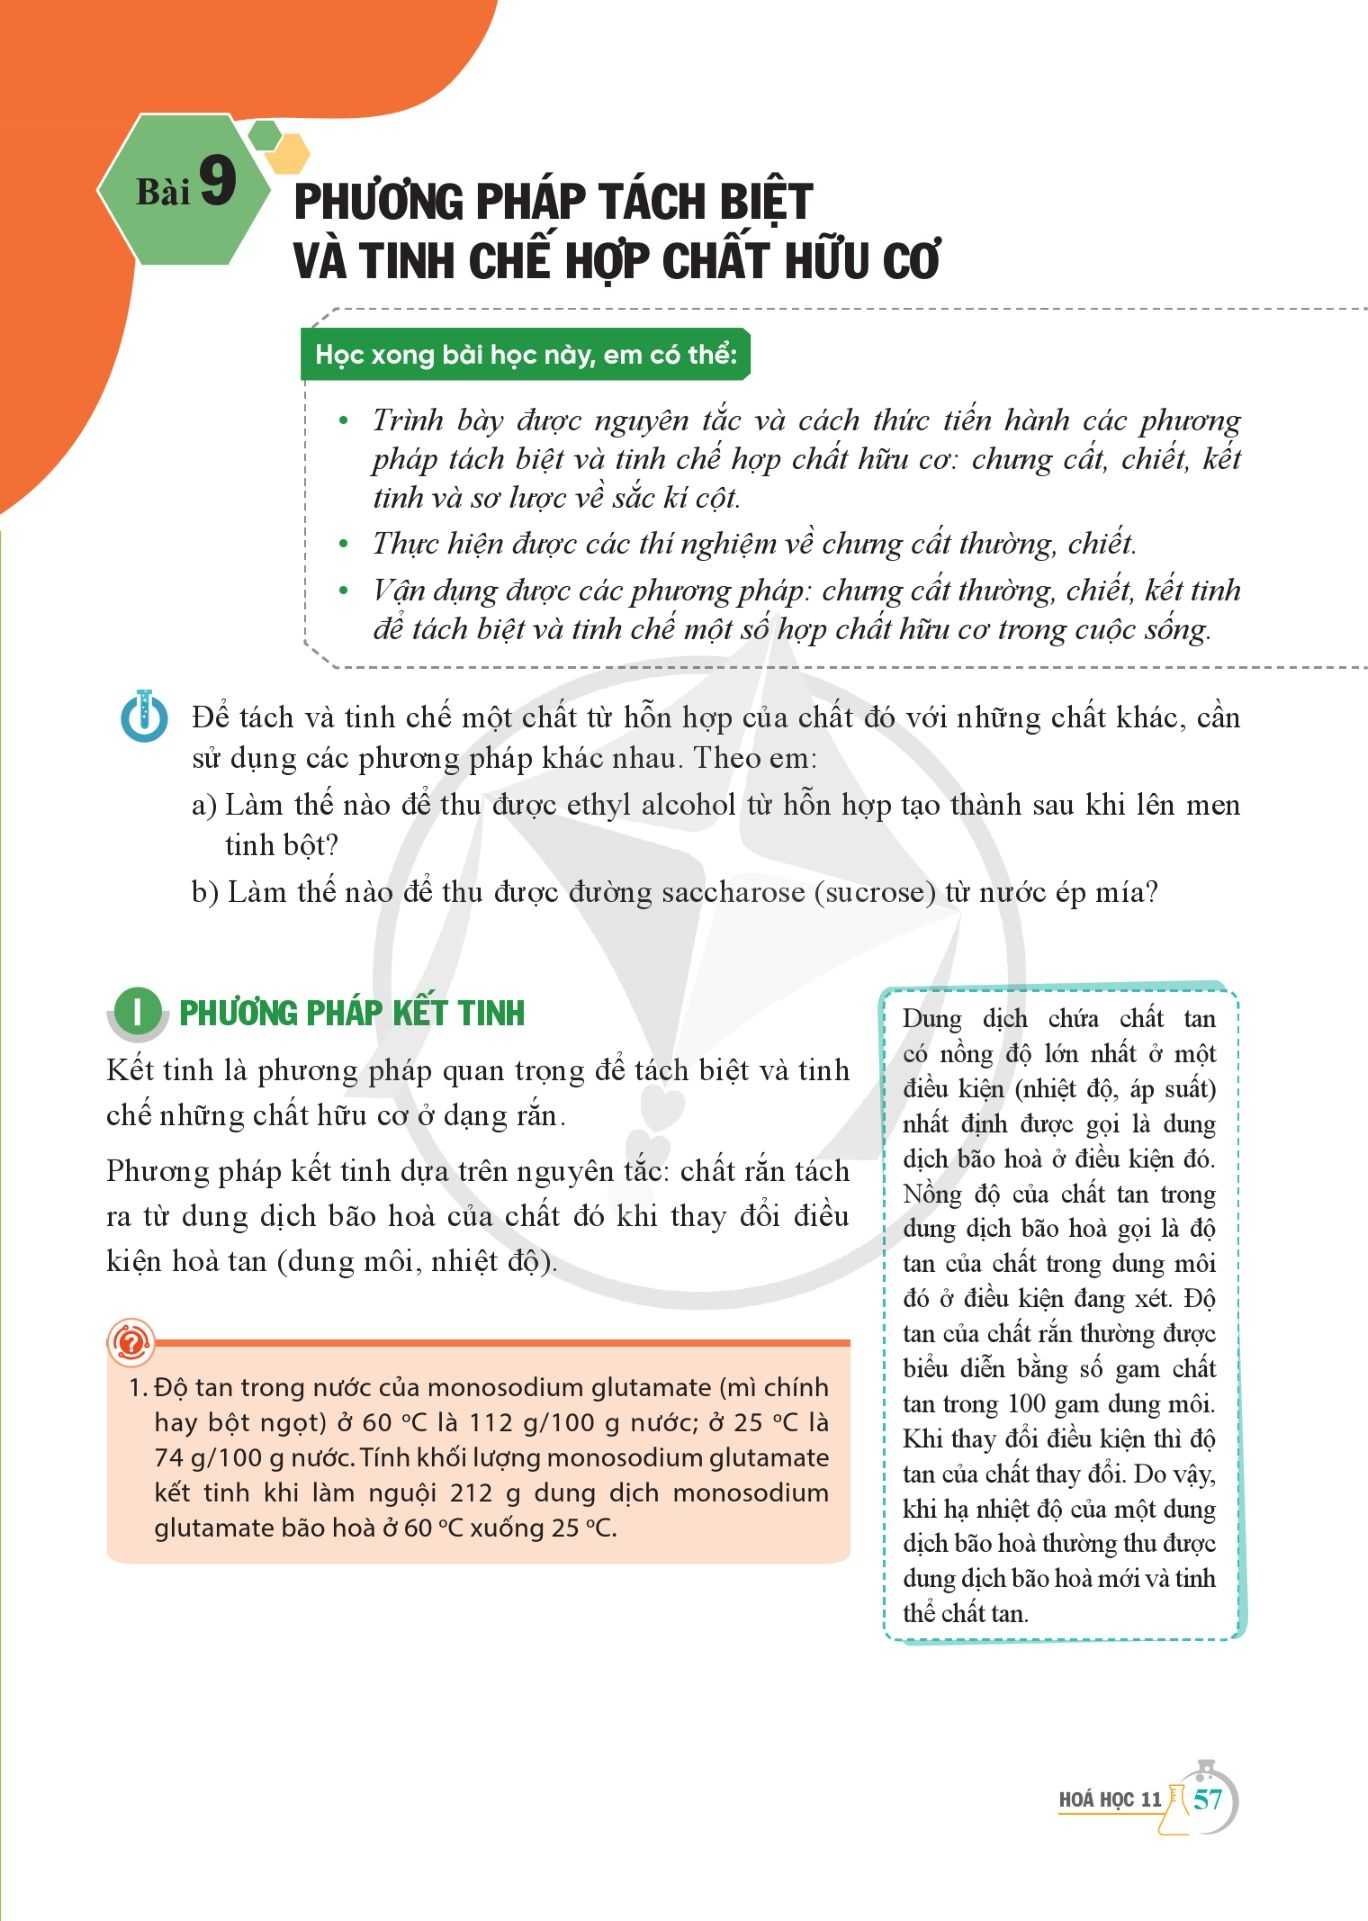 Bài 9
PHƯƠNG PHÁP TÁCH BIỆT
VÀ TINH CHẾ HỢP CHẤT HỮU CƠ
Học xong bài học này, em có thể:
• Trình bày được nguyên tắc và cách thức tiến hành các phương
pháp tách biệt và tinh chế hợp chất hữu cơ: chưng cất, chiết, kết
tinh và sơ lược về sắc kí cột.
• Thực hiện được các thí nghiệm về chưng cất thường, chiết.
• Vận dụng được các phương pháp: chưng cất thường, chiết, kết tinh
để tách biệt và tinh chế một số hợp chất hữu cơ trong cuộc sống.
Để tách và tinh chế một chất từ hỗn hợp của chất đó với những chất khác, cần
sử dụng các phương pháp khác nhau. Theo em:
a) Làm thế nào để thu được ethyl alcohol từ hỗn hợp tạo thành sau khi lên men
tinh bột?
b) Làm thế nào để thu được đường saccharose (sucrose) từ nước ép mía?
I PHƯƠNG PHÁP KẾT TINH
Kết tinh là phương pháp quan trọng để tách biệt và tinh
chế những chất hữu cơ ở dạng rắn.
Phương pháp kết tinh dựa trên nguyên tắc: chất rắn tách
ra từ dung dịch bão hoà của chất đó khi thay đổi điều
kiện hoà tan (dung môi, nhiệt độ).
?
1. Độ tan trong nước của monosodium glutamate (mì chính
hay bột ngọt) ở 60 ºC là 112 g/100 g nước; ở 25 ºC là
74 g/100 g nước. Tính khối lượng monosodium glutamate
kết tinh khi làm nguội 212 g dung dịch monosodium
glutamate bão hoà ở 60 ºC xuống 25 ºC.
Dung dịch chứa chất tan
có nồng độ lớn nhất ở một
điều kiện (nhiệt độ, áp suất)
nhất định được gọi là dung
dịch bão hoà ở điều kiện đó.
Nồng độ của chất tan trong
dung dịch bão hoà gọi là độ
tan của chất trong dung môi
đó ở điều kiện đang xét. Độ
tan của chất rắn thường được
biểu diễn bằng số gam chất
tan trong 100 gam dung môi.
Khi thay đổi điều kiện thì độ
tan của chất thay đổi. Do vậy,
khi hạ nhiệt độ của một dung
dịch bão hoà thường thu được
dung dịch bão hoà mới và tinh
thể chất tan.
HOÁ HỌC 11 57